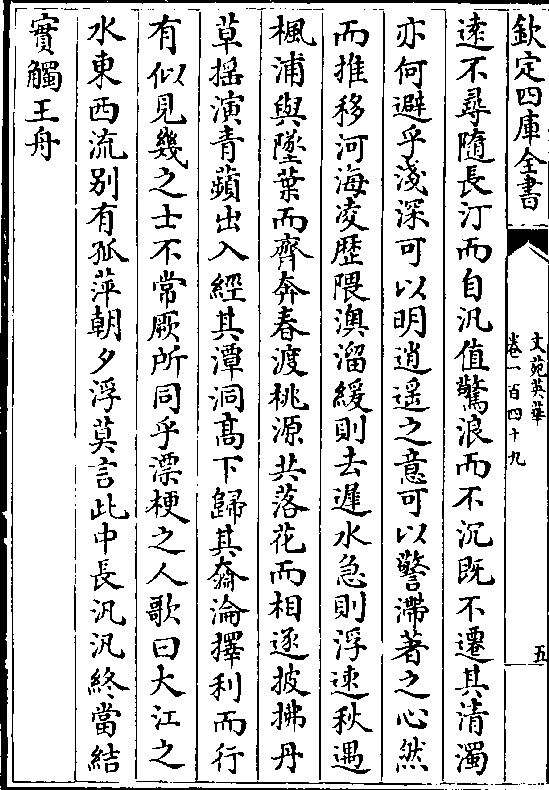 欽定四庫全書
文苑英華
卷一百四十九
五
逺不尋隨長汀而自汎值驚浪而不沉既不遷其清濁
亦何避乎淺深可以明逍遥之意可以警滯著之心然
而推移河海凌歴隈澳溜緩則去遲水急則浮速秋遇
楓浦與墜葉而齊奔春渡桃源共落花而相逐披拂丹
草揺演青蘋出入經其潭洞髙下歸其奫淪擇利而行
有似見幾之士不常厥所同乎漂梗之人歌曰大江之
水東西流别有孤萍朝夕浮莫言此中長汎汎終當結
實觸王舟